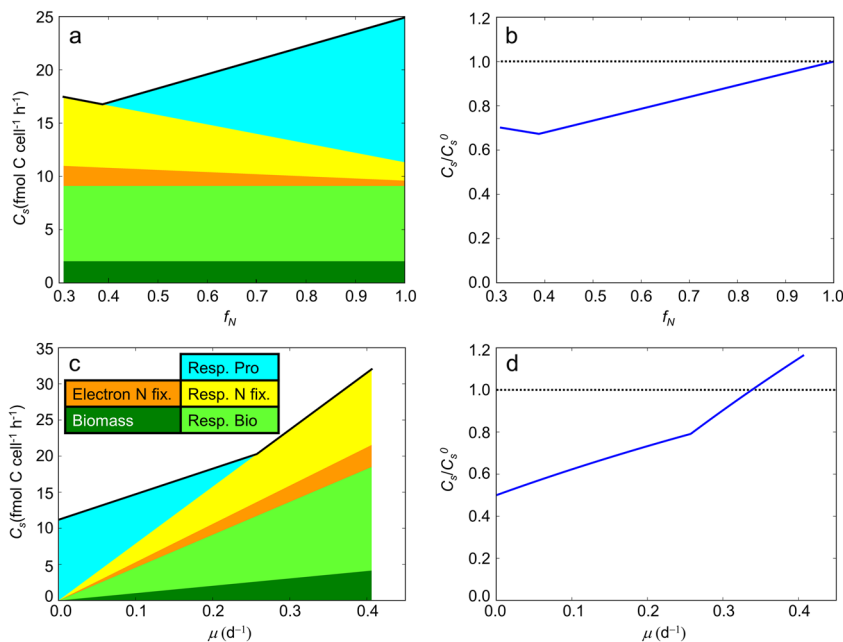 a
25
20
15
10
5
0
Cs(fmol C cell⁻¹ h⁻¹)
0.3 0.4 0.5 0.6 0.7 0.8 0.9 1.0
fN
b
1.2
1.0
0.8
0.6
0.4
0.2
0.0
Cs/Cs⁰
0.3 0.4 0.5 0.6 0.7 0.8 0.9 1.0
fN
c
35
30
25
20
15
10
5
0
Cs(fmol C cell⁻¹ h⁻¹)
Resp. Pro
Electron N fix. Resp. N fix.
Biomass Resp. Bio
0.0 0.1 0.2 0.3 0.4
μ (d⁻¹)
d
1.2
1.0
0.8
0.6
0.4
0.2
0.0
Cs/Cs⁰
0.0 0.1 0.2 0.3 0.4
μ (d⁻¹)